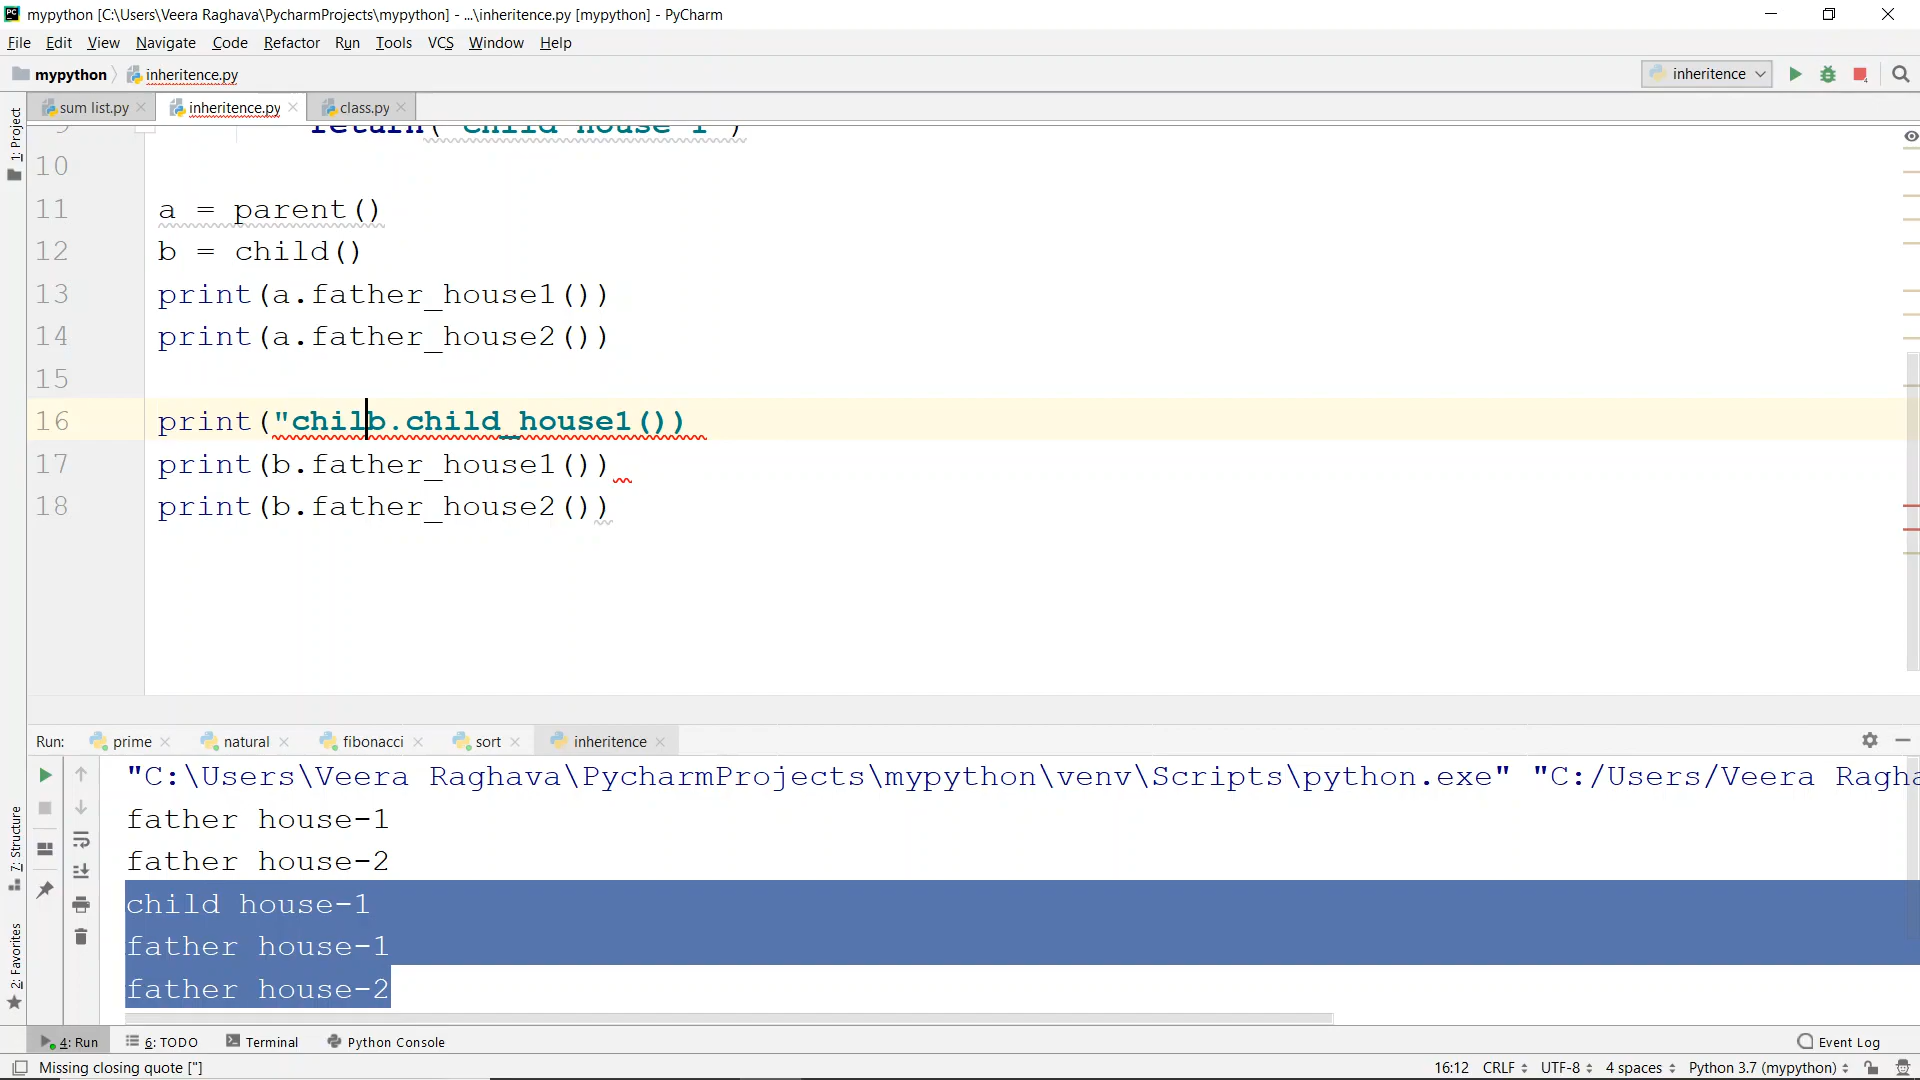 mypython [C:\Users\Veera Raghava\PycharmProjects\mypython] - ...\inheritence.py [mypython] - PyCharm
File Edit View Navigate Code Refactor Run Tools VCS Window Help
mypython inheritence.py inheritence
1: Project
sum list.py inheritence.py class.py
10
11 a = parent()
12 b = child()
13 print(a.father_house1())
14 print(a.father_house2())
15
16 print("chilb.child_house1())
17 print(b.father_house1())
18 print(b.father_house2())
Run: prime natural fibonacci sort inheritence
"C:\Users\Veera Raghava\PycharmProjects\mypython\venv\Scripts\python.exe" "C:/Users/Veera
father house-1
father house-2
child house-1
father house-1
father house-2
7: Structure
2: Favorites
4: Run 6: TODO Terminal Python Console Event Log
Missing closing quote ["] 16:12 CRLF UTF-8 4 spaces Python 3.7 (mypython)